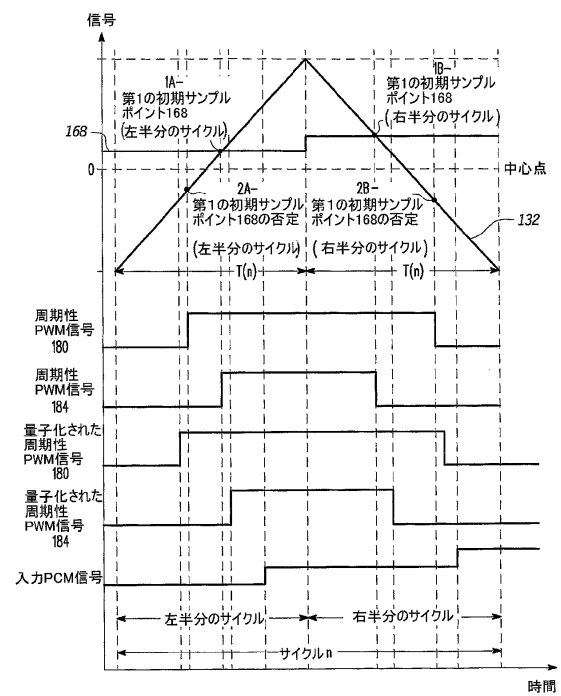 信号
1A-
第1の初期サンプル
ポイント168
(左半分のサイクル)
1B-
第1の初期サンプル
ポイント168
(右半分のサイクル)
168
0
中心点
2A-
第1の初期サンプル
ポイント168の否定
(左半分のサイクル)
2B-
第1の初期サンプル
ポイント168の否定
(右半分のサイクル)
132
T(n)
T(n)
周期性
PWM信号
180
周期性
PWM信号
184
量子化された
周期性
PWM信号
180
量子化された
周期性
PWM信号
184
入力PCM信号
左半分のサイクル
右半分のサイクル
サイクルn
時間